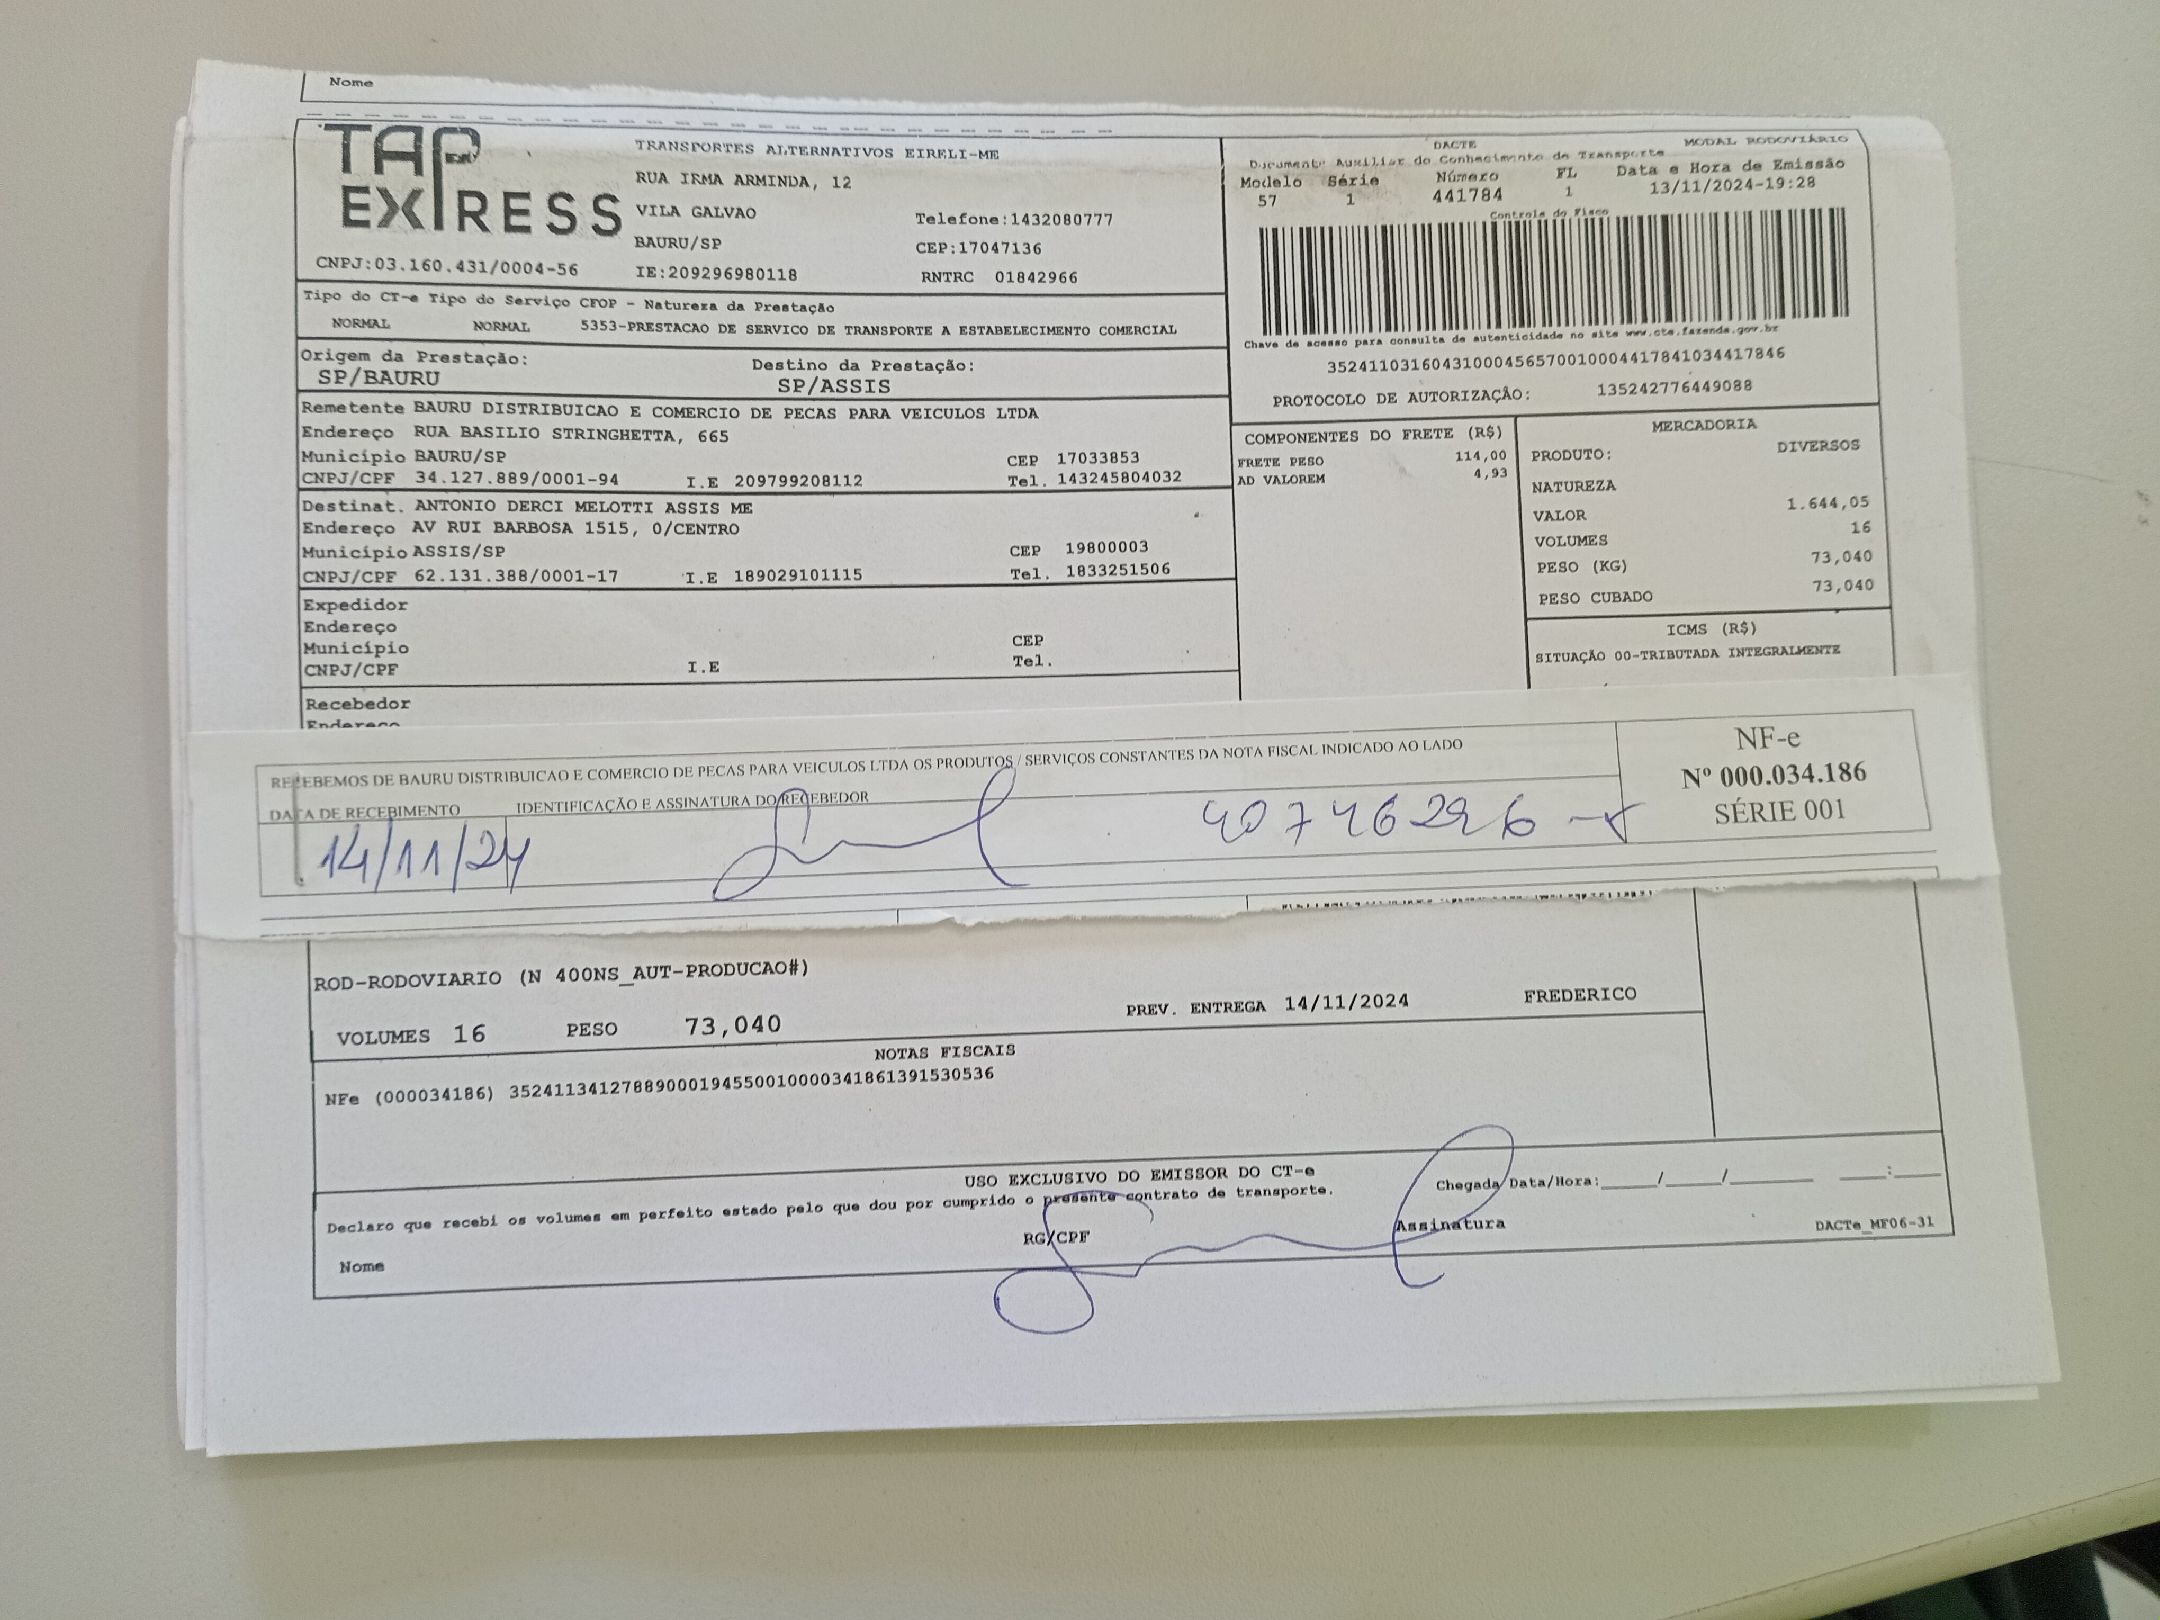 Nome
TAP EXPRESS
TRANSPORTES ALTERNATIVOS EIRELI-ME
RUA IRMA ARMINDA, 12
VILA GALVAO Telefone:1432080777
BAURU/SP CEP:17047136
CNPJ:03.160.431/0004-56 IE:209296980118 RNTRC 01842966
DACTE MODAL RODOVIÁRIO
Documento Auxiliar do Conhecimento de Transporte
Modelo Série Número FL Data e Hora de Emissão
57 1 441784 1 13/11/2024-19:28
Controle do Fisco
Chave de acesso para consulta de autenticidade no site www.cte.fazenda.gov.br
35241103160431000456570010004417841034417846
PROTOCOLO DE AUTORIZAÇÃO: 135242776449088
Tipo do CT-e Tipo do Serviço CFOP - Natureza da Prestação
NORMAL NORMAL 5353-PRESTACAO DE SERVICO DE TRANSPORTE A ESTABELECIMENTO COMERCIAL
Origem da Prestação: Destino da Prestação:
SP/BAURU SP/ASSIS
Remetente BAURU DISTRIBUICAO E COMERCIO DE PECAS PARA VEICULOS LTDA
Endereço RUA BASILIO STRINGHETTA, 665
Município BAURU/SP CEP 17033853
CNPJ/CPF 34.127.889/0001-94 I.E 209799208112 Tel. 143245804032
Destinat. ANTONIO DERCI MELOTTI ASSIS ME
Endereço AV RUI BARBOSA 1515, 0/CENTRO
Município ASSIS/SP CEP 19800003
CNPJ/CPF 62.131.388/0001-17 I.E 189029101115 Tel. 1833251506
Expedidor
Endereço
Município CEP
CNPJ/CPF I.E Tel.
Recebedor
Endereço
COMPONENTES DO FRETE (R$)
FRETE PESO 114,00
AD VALOREM 4,93
MERCADORIA
PRODUTO: DIVERSOS
NATUREZA
VALOR 1.644,05
VOLUMES 16
PESO (KG) 73,040
PESO CUBADO 73,040
ICMS (R$)
SITUAÇÃO 00-TRIBUTADA INTEGRALMENTE
RECEBEMOS DE BAURU DISTRIBUICAO E COMERCIO DE PECAS PARA VEICULOS LTDA OS PRODUTOS / SERVIÇOS CONSTANTES DA NOTA FISCAL INDICADO AO LADO
DATA DE RECEBIMENTO IDENTIFICAÇÃO E ASSINATURA DO RECEBEDOR
14/11/24
NF-e
Nº 000.034.186
SÉRIE 001
ROD-RODOVIARIO (N 400NS_AUT-PRODUCAO#)
VOLUMES 16 PESO 73,040 PREV. ENTREGA 14/11/2024 FREDERICO
NOTAS FISCAIS
NFe (000034186) 35241134127889000194550010000341861391530536
USO EXCLUSIVO DO EMISSOR DO CT-e
Declaro que recebi os volumes em perfeito estado pelo que dou por cumprido o presente contrato de transporte.
Chegada Data/Hora:______/______/_________ _____:_____
Nome RG/CPF Assinatura DACTe_MF06-31